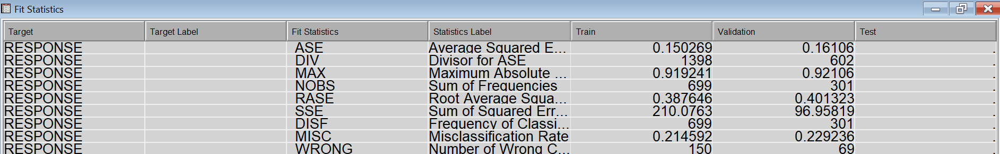 Fit Statistics
Target Target Label Fit Statistics Statistics Label Train Validation Test
RESPONSE ASE Average Squared E... 0.150269 0.16106 .
RESPONSE DIV Divisor for ASE 1398 602 .
RESPONSE MAX Maximum Absolute ... 0.919241 0.92106 .
RESPONSE NOBS Sum of Frequencies 699 301 .
RESPONSE RASE Root Average Squa... 0.387646 0.401323 .
RESPONSE SSE Sum of Squared Err... 210.0763 96.95819 .
RESPONSE DISF Frequency of Classi... 699 301 .
RESPONSE MISC Misclassification Rate 0.214592 0.229236 .
RESPONSE WRONG Number of Wrong C... 150 69 .